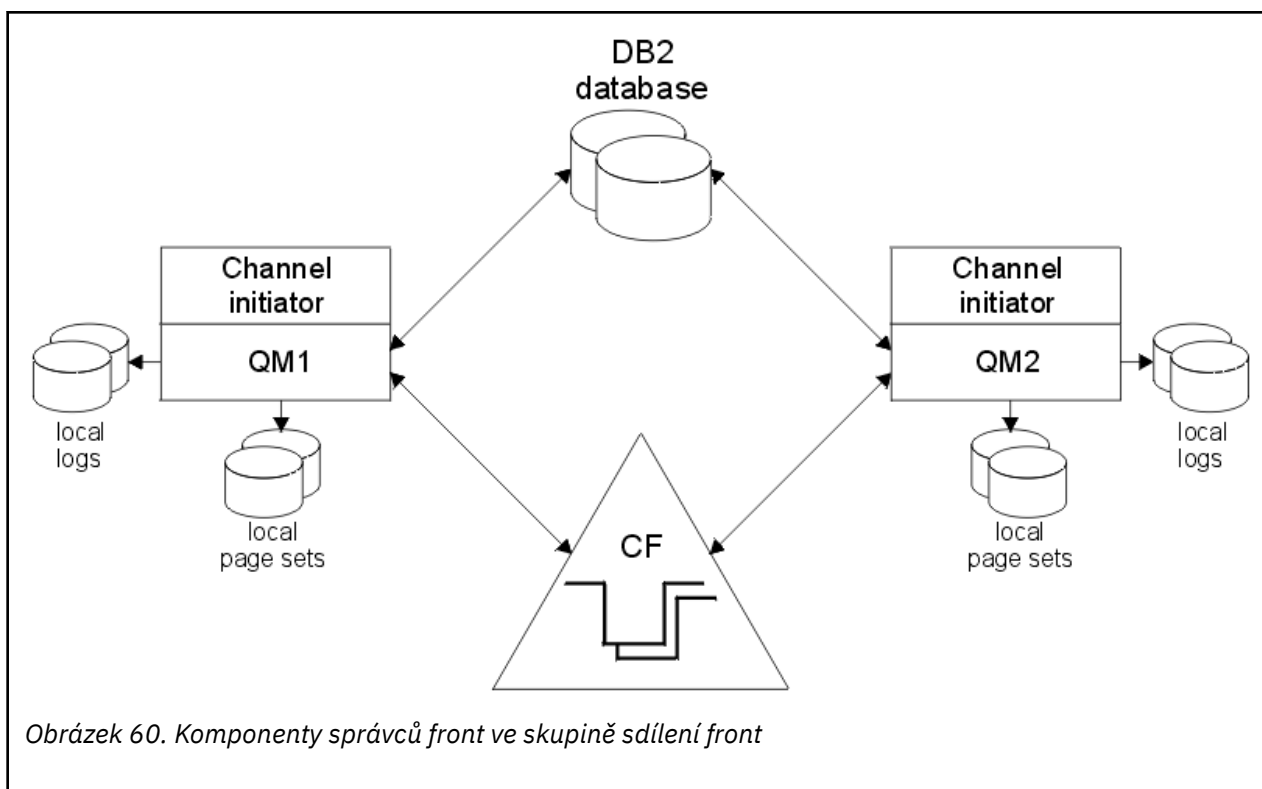 DB2
database
Channel
initiator
QM1
local
logs
local
page sets
Channel
initiator
QM2
local
logs
local
page sets
CF
Obrázek 60. Komponenty správců front ve skupině sdílení front